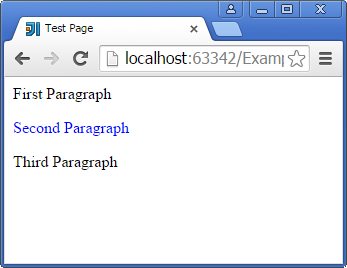 Test Page
localhost:63342/Examp
First Paragraph
Second Paragraph
Third Paragraph